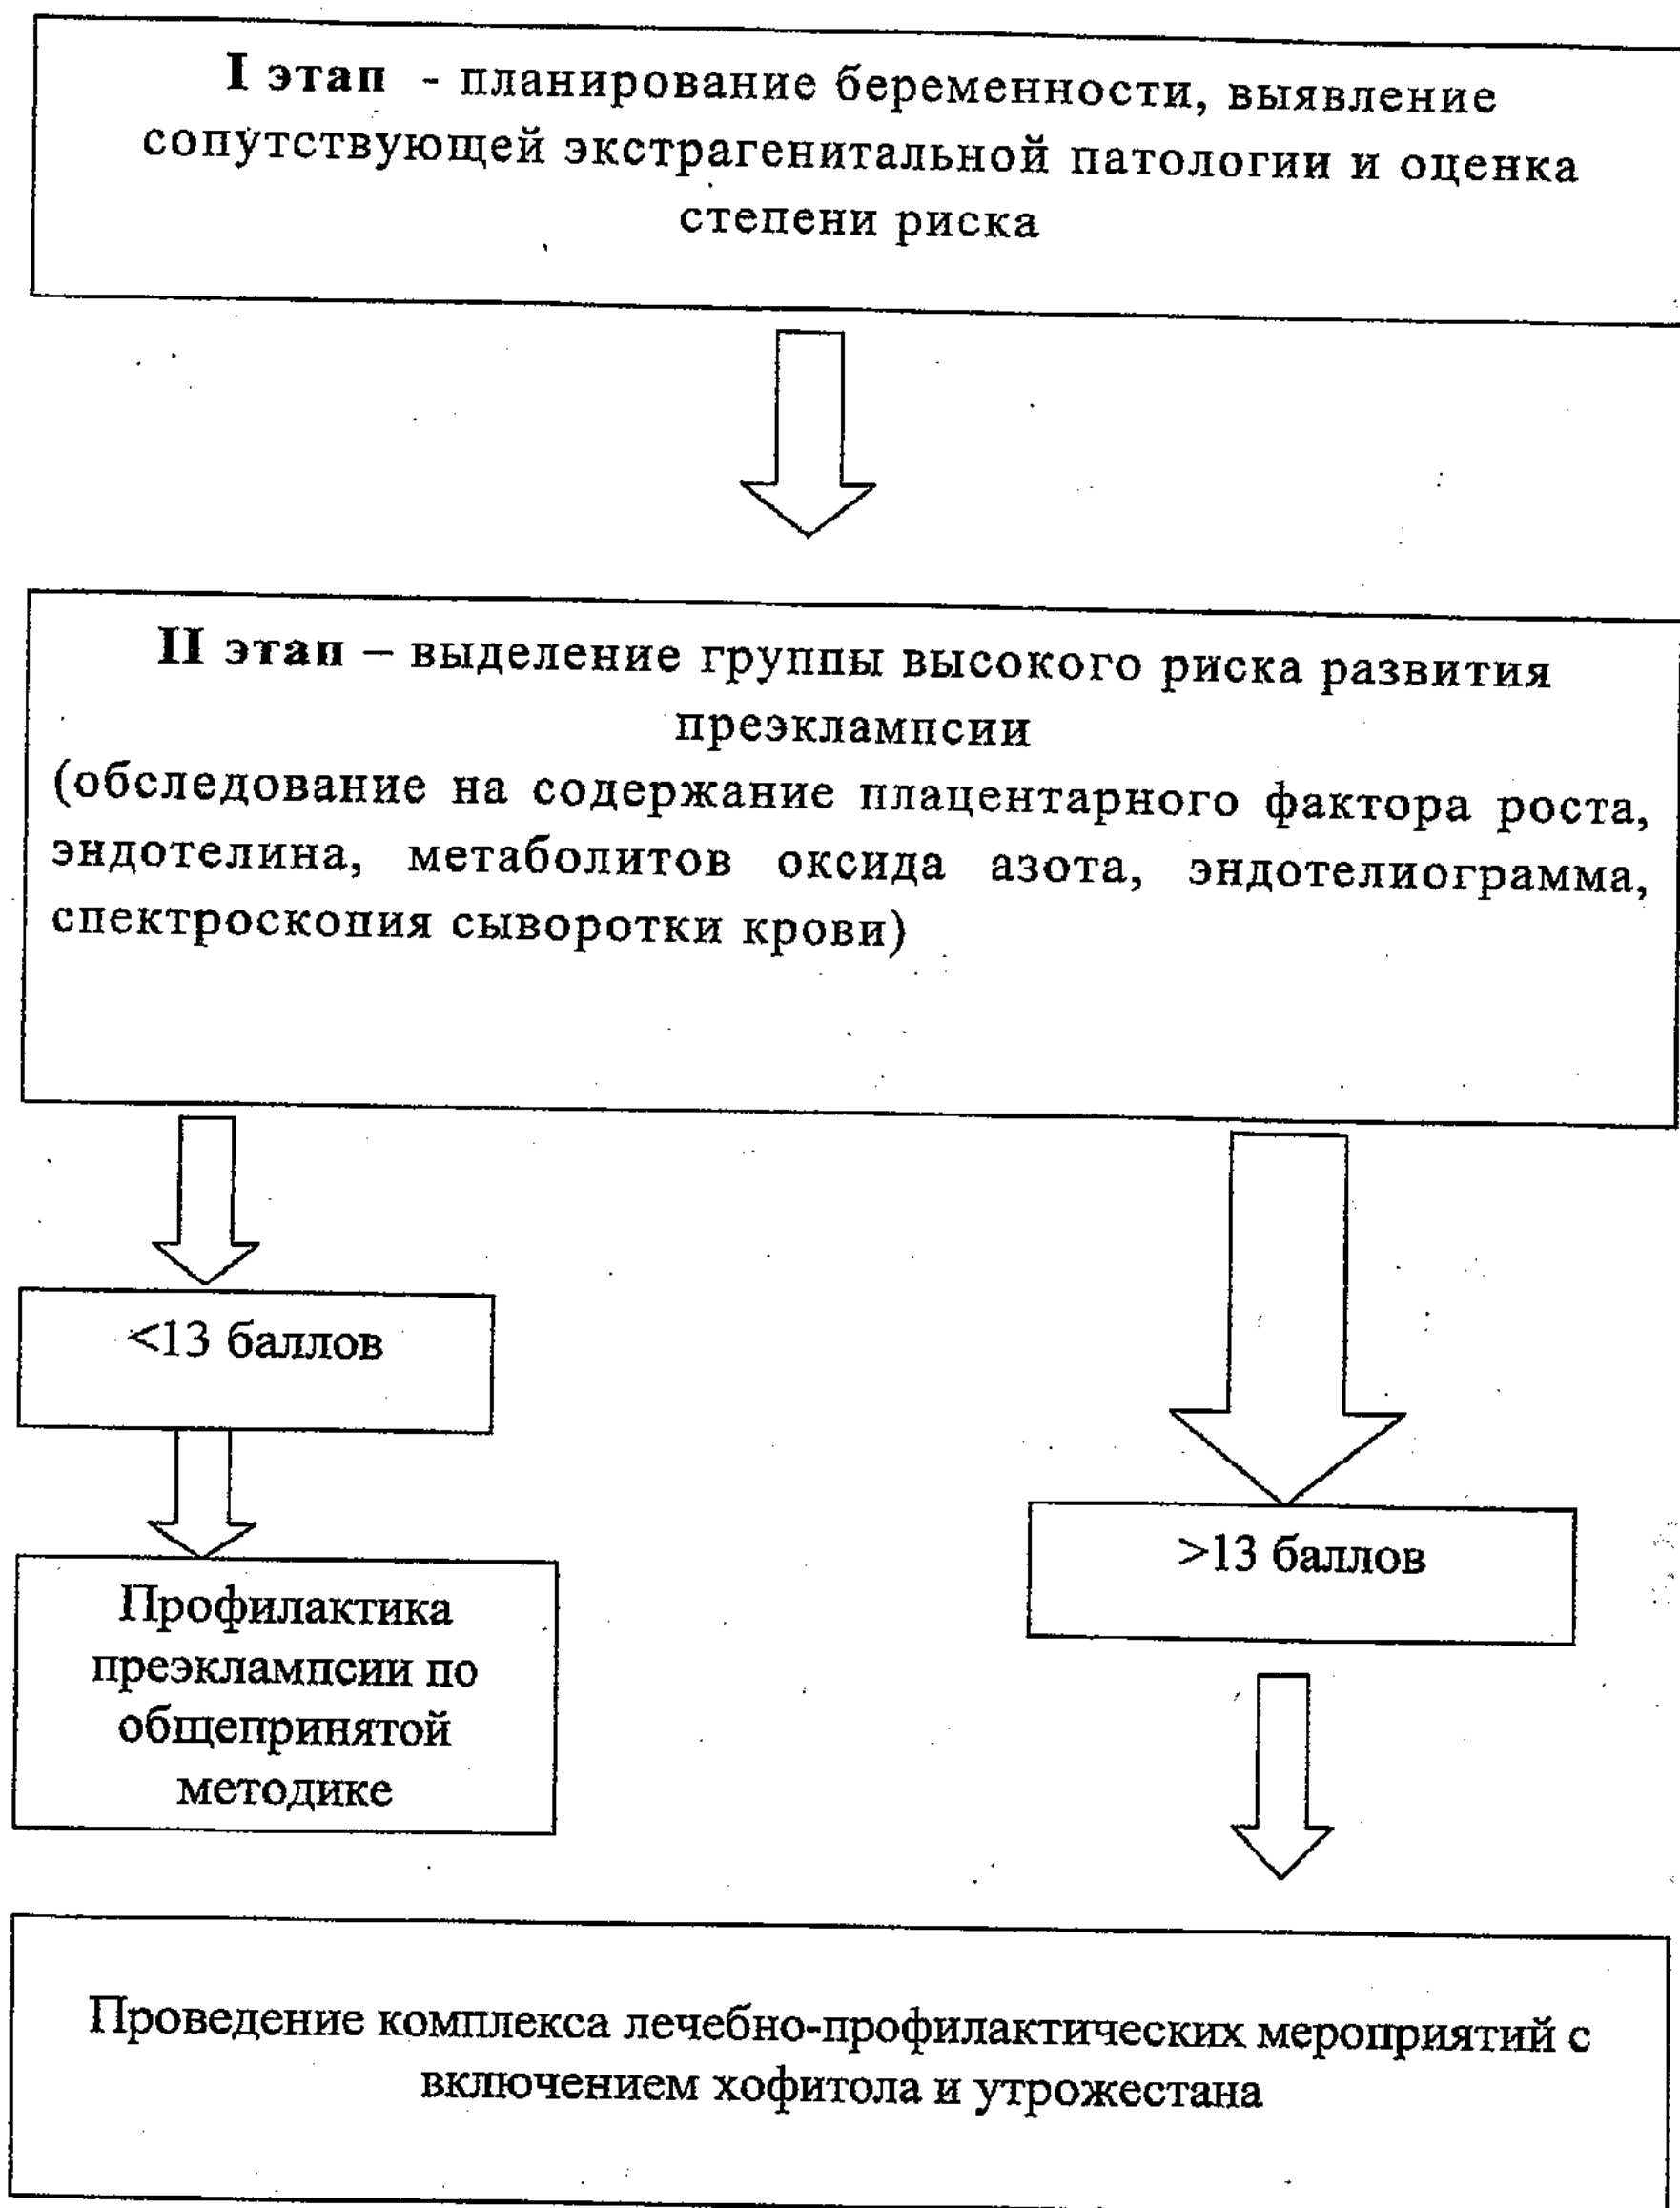 I этап - планирование беременности, выявление
сопутствующей экстрагенитальной патологии и оценка
степени риска
II этап – выделение группы высокого риска развития
преэклампсии
(обследование на содержание плацентарного фактора роста,
эндотелина, метаболитов оксида азота, эндотелиограмма,
спектроскопия сыворотки крови)
<13 баллов
Профилактика
преэклампсии по
общепринятой
методике
>13 баллов
Проведение комплекса лечебно-профилактических мероприятий с
включением хофитола и утрожестана